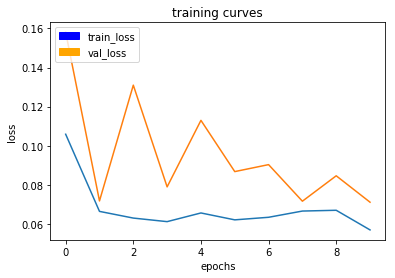 training curves
0.16
0.14
0.12
0.10
0.08
0.06
loss
train_loss
val_loss
0 2 4 6 8
epochs